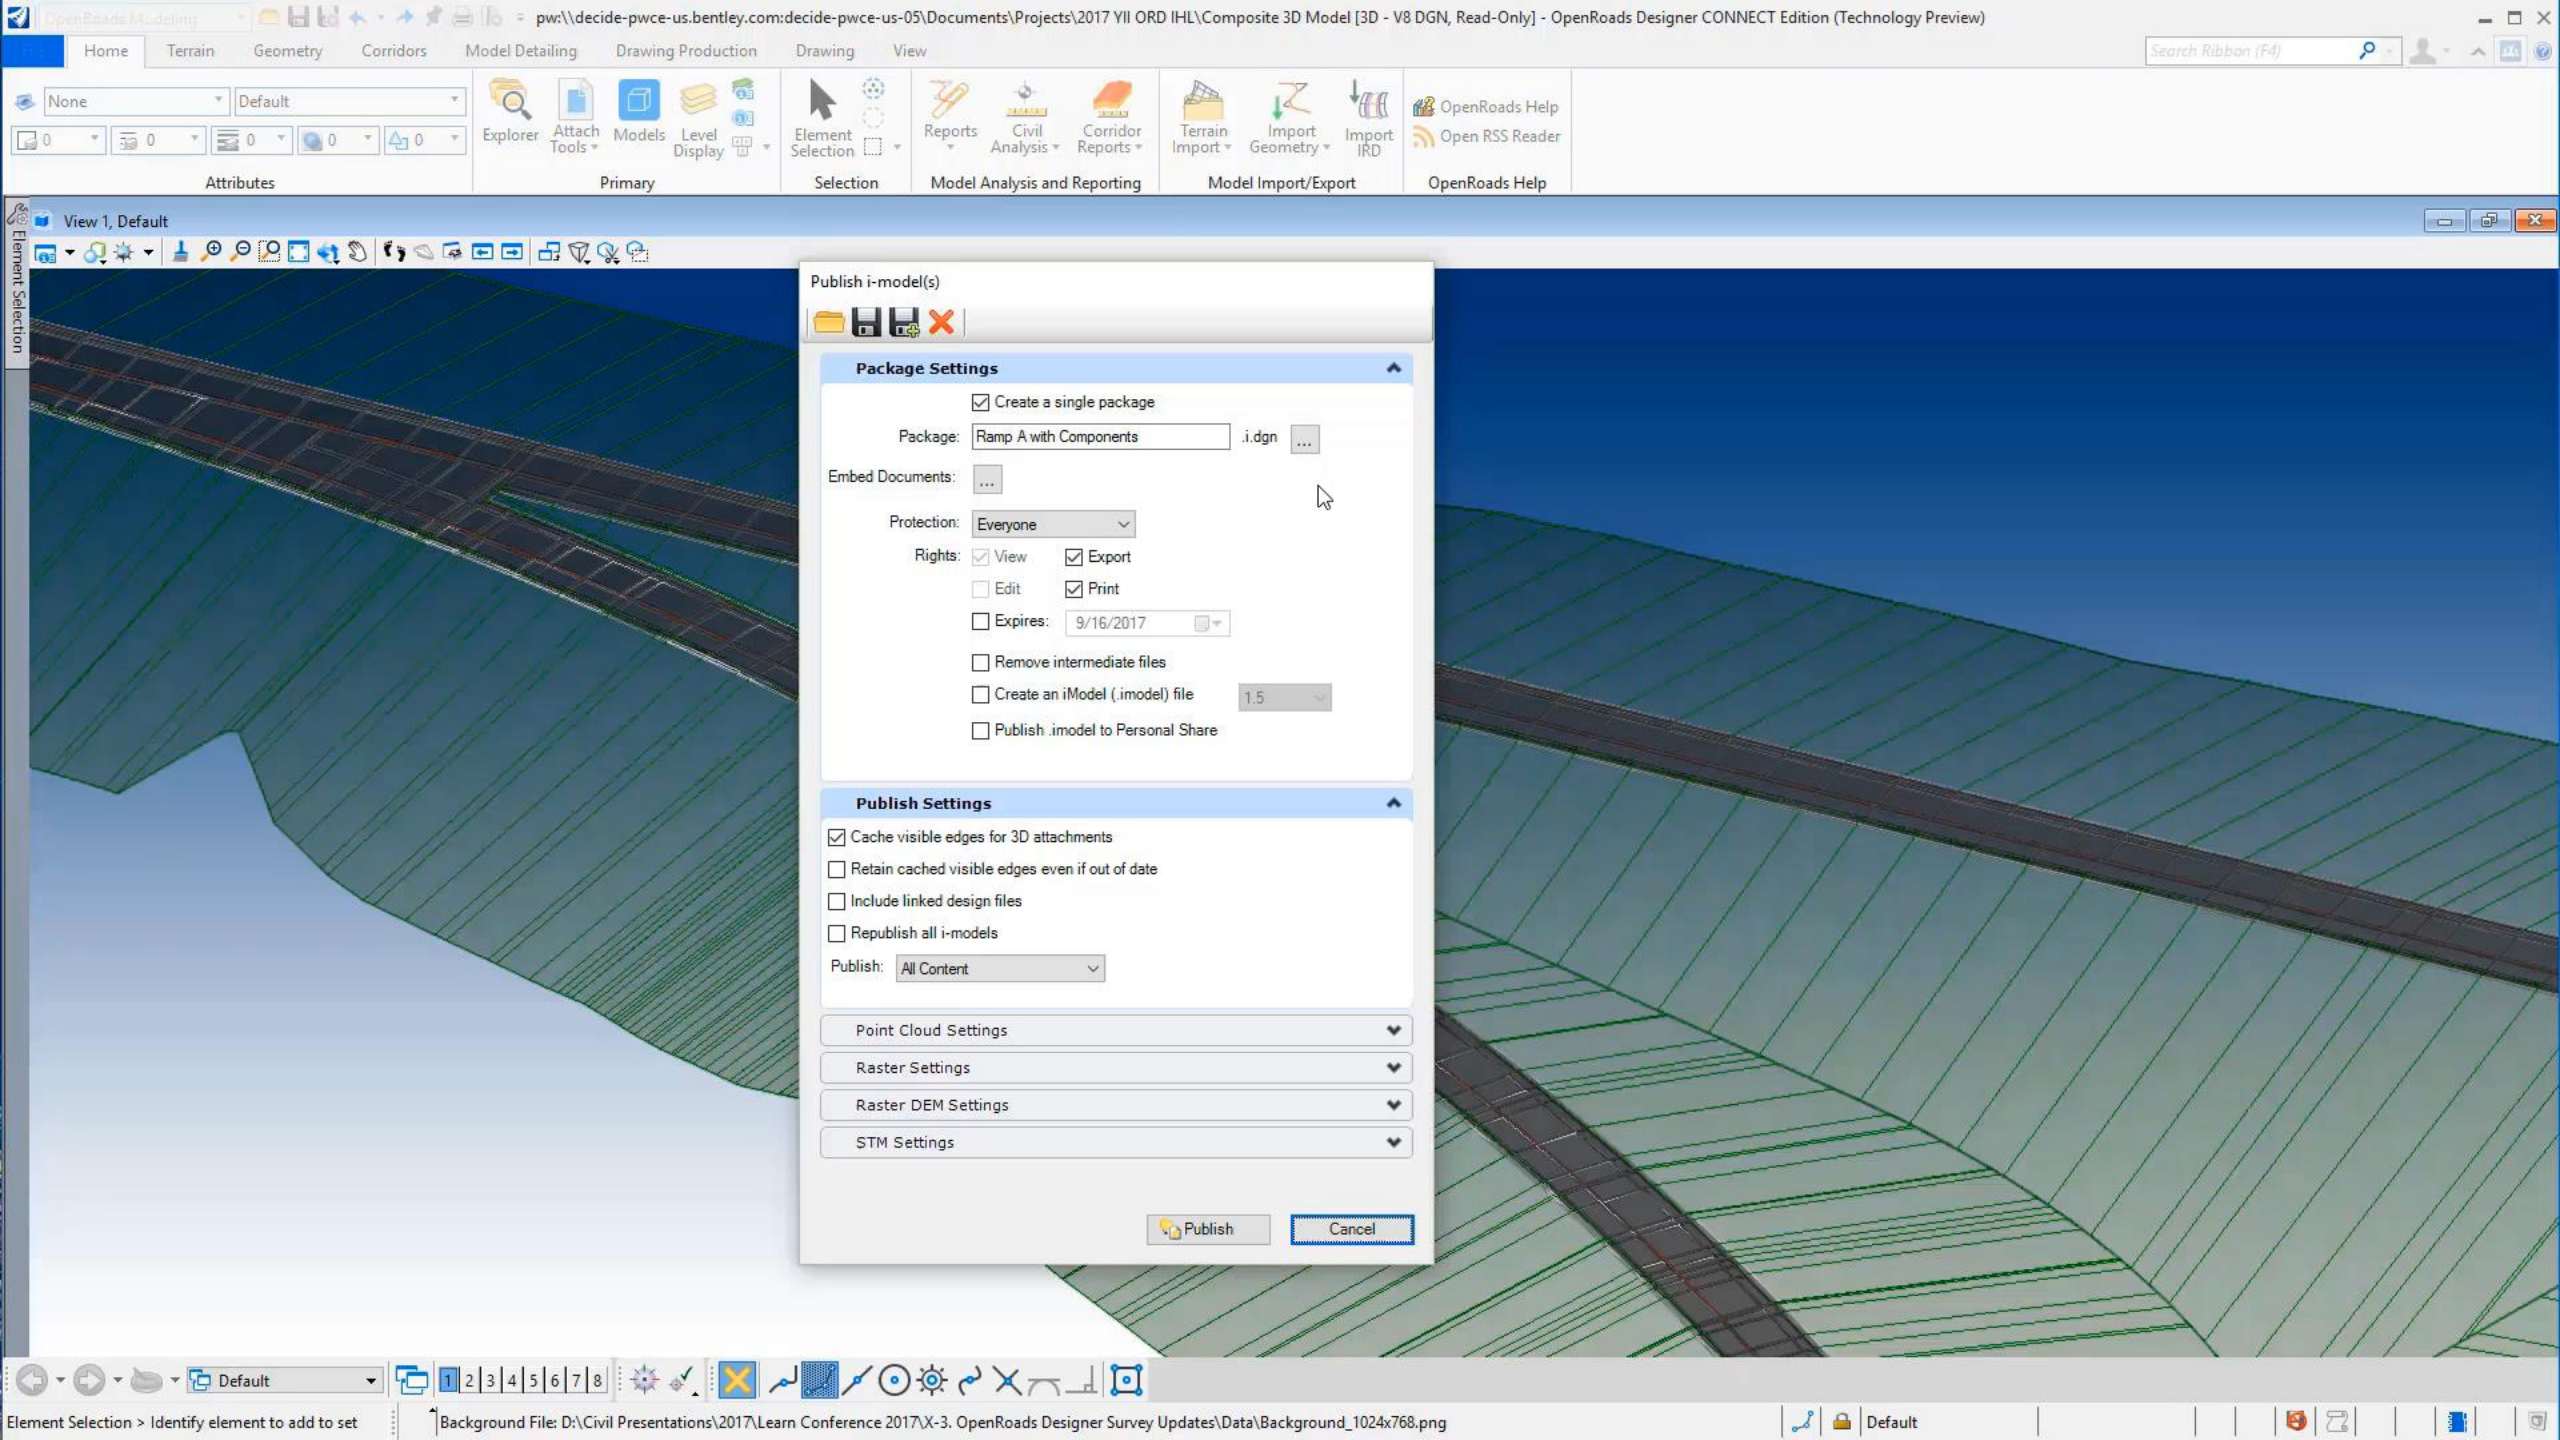 OpenRoads Modeling
pw:\\decide-pwce-us.bentley.com:decide-pwce-us-05\Documents\Projects\2017 YII ORD IHL\Composite 3D Model [3D - V8 DGN, Read-Only] - OpenRoads Designer CONNECT Edition (Technology Preview)
Home Terrain Geometry Corridors Model Detailing Drawing Production Drawing View
Search Ribbon (F4)
None Default
0 0 0 0 0
Attributes
Explorer Attach Tools Models Level Display
Primary
Element Selection
Selection
Reports Civil Analysis Corridor Reports
Model Analysis and Reporting
Terrain Import Import Geometry Import IRD
Model Import/Export
OpenRoads Help
Open RSS Reader
OpenRoads Help
View 1, Default
Element Selection
Publish i-model(s)
Package Settings
Create a single package
Package: Ramp A with Components .i.dgn ...
Embed Documents: ...
Protection: Everyone
Rights: View Export
Edit Print
Expires: 9/16/2017
Remove intermediate files
Create an iModel (.imodel) file 1.5
Publish .imodel to Personal Share
Publish Settings
Cache visible edges for 3D attachments
Retain cached visible edges even if out of date
Include linked design files
Republish all i-models
Publish: All Content
Point Cloud Settings
Raster Settings
Raster DEM Settings
STM Settings
Publish Cancel
Default 1 2 3 4 5 6 7 8
Element Selection > Identify element to add to set
Background File: D:\Civil Presentations\2017\Learn Conference 2017\X-3. OpenRoads Designer Survey Updates\Data\Background_1024x768.png
Default